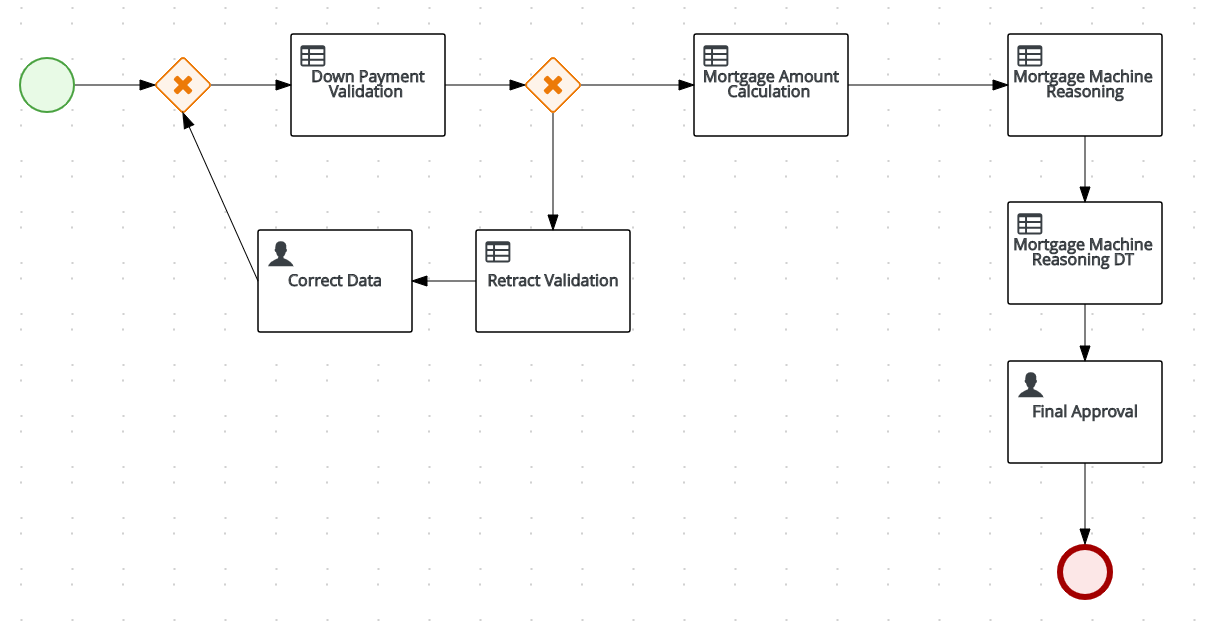 Down Payment
Validation
Mortgage Amount
Calculation
Mortgage Machine
Reasoning
Mortgage Machine
Reasoning DT
Correct Data
Retract Validation
Final Approval